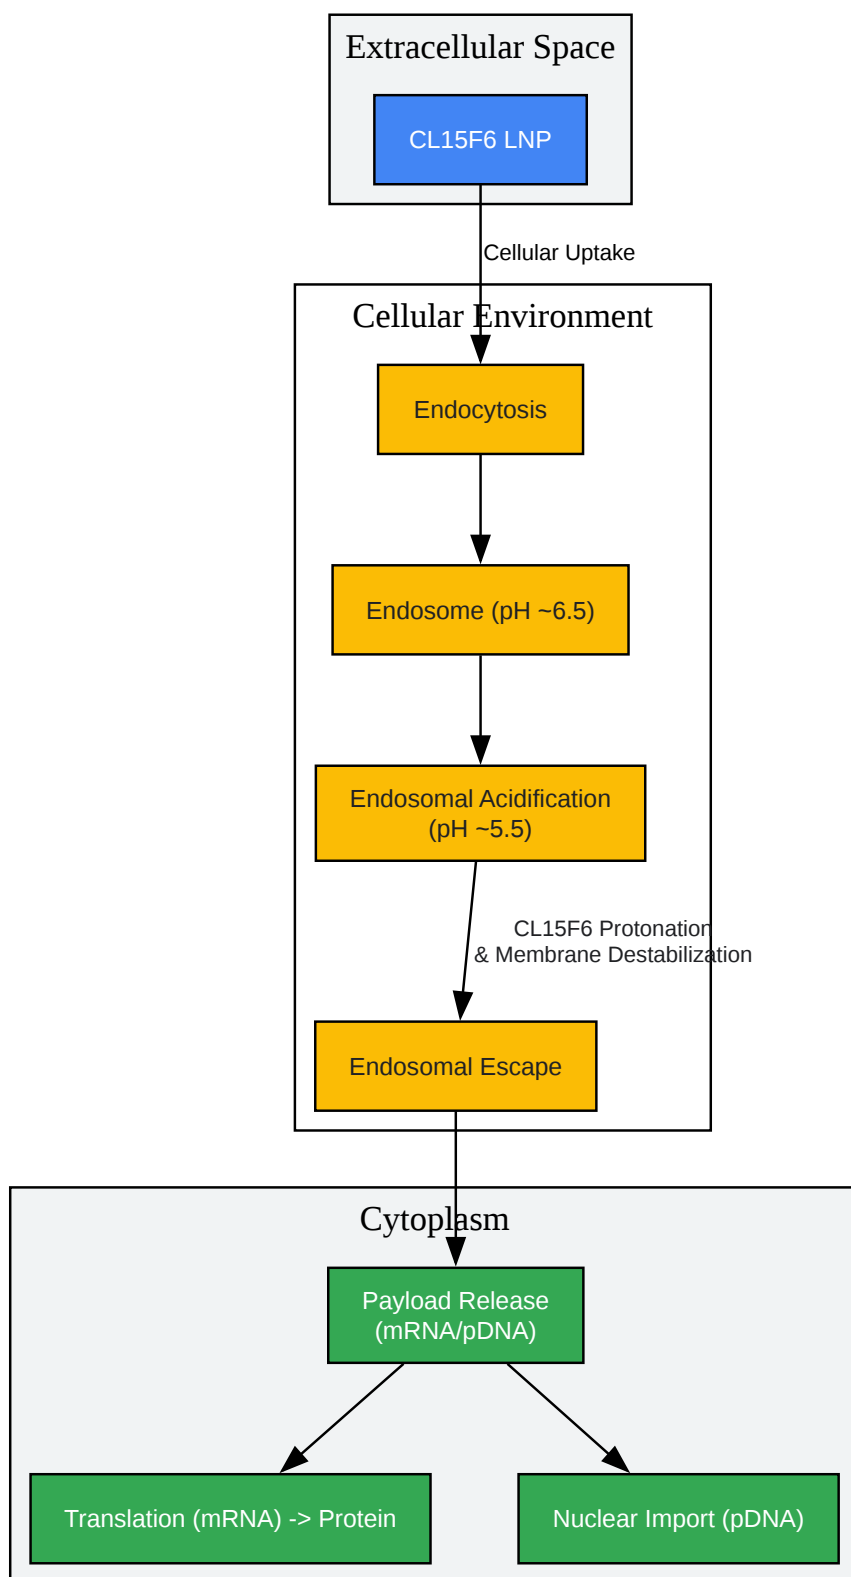 Extracellular Space
CL15F6 LNP
Cellular Uptake
Cellular Environment
Endocytosis
Endosome (pH ~6.5)
Endosomal Acidification
(pH ~5.5)
CL15F6 Protonation
& Membrane Destabilization
Endosomal Escape
Cytoplasm
Payload Release
(mRNA/pDNA)
Translation (mRNA) -> Protein
Nuclear Import (pDNA)